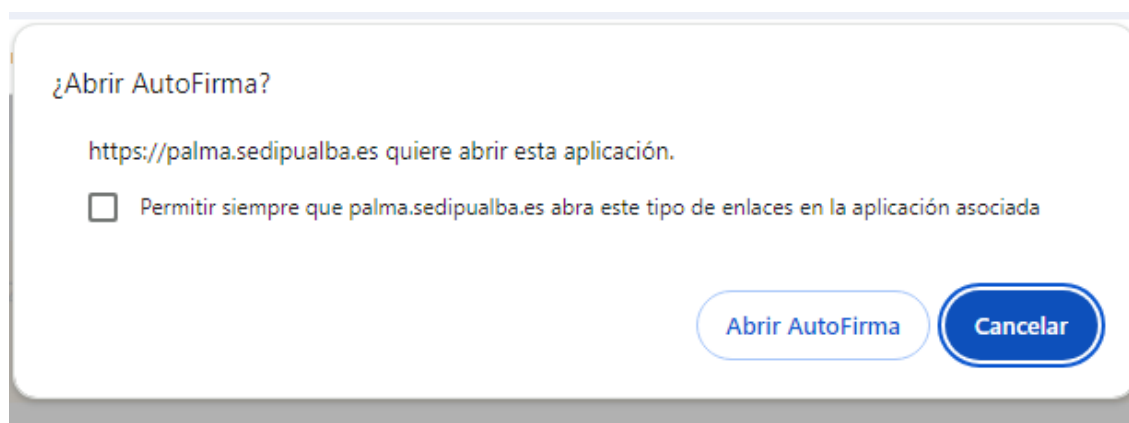 ¿Abrir AutoFirma?
https://palma.sedipualba.es quiere abrir esta aplicación.
Permitir siempre que palma.sedipualba.es abra este tipo de enlaces en la aplicación asociada
Abrir AutoFirma
Cancelar